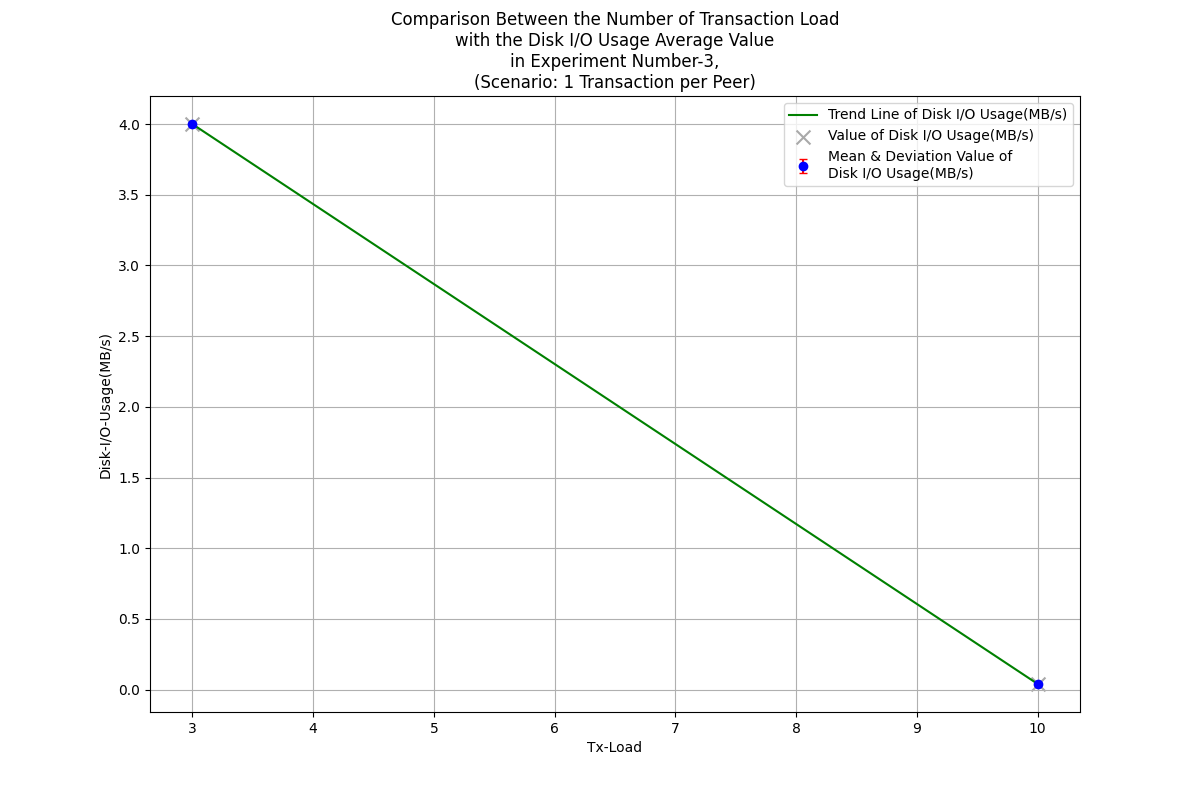 Comparison Between the Number of Transaction Load
with the Disk I/O Usage Average Value
in Experiment Number-3,
(Scenario: 1 Transaction per Peer)
Trend Line of Disk I/O Usage(MB/s)
Value of Disk I/O Usage(MB/s)
Mean & Deviation Value of
Disk I/O Usage(MB/s)
Disk-I/O-Usage(MB/s)
4.0
3.5
3.0
2.5
2.0
1.5
1.0
0.5
0.0
3 4 5 6 7 8 9 10
Tx-Load